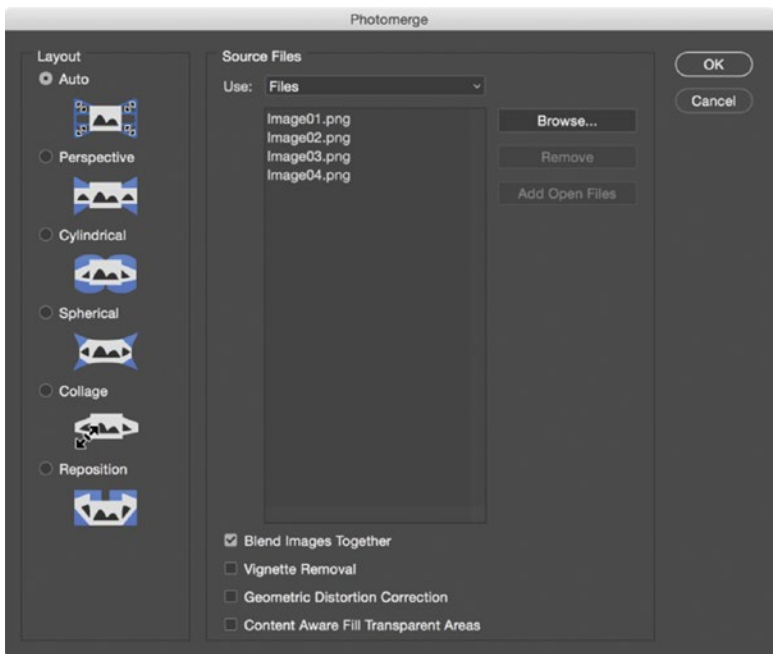 Photomerge
Layout
Auto
Perspective
Cylindrical
Spherical
Collage
Reposition
Source Files
Use: Files
Image01.png
Image02.png
Image03.png
Image04.png
Browse...
Remove
Add Open Files
Blend Images Together
Vignette Removal
Geometric Distortion Correction
Content Aware Fill Transparent Areas
OK
Cancel